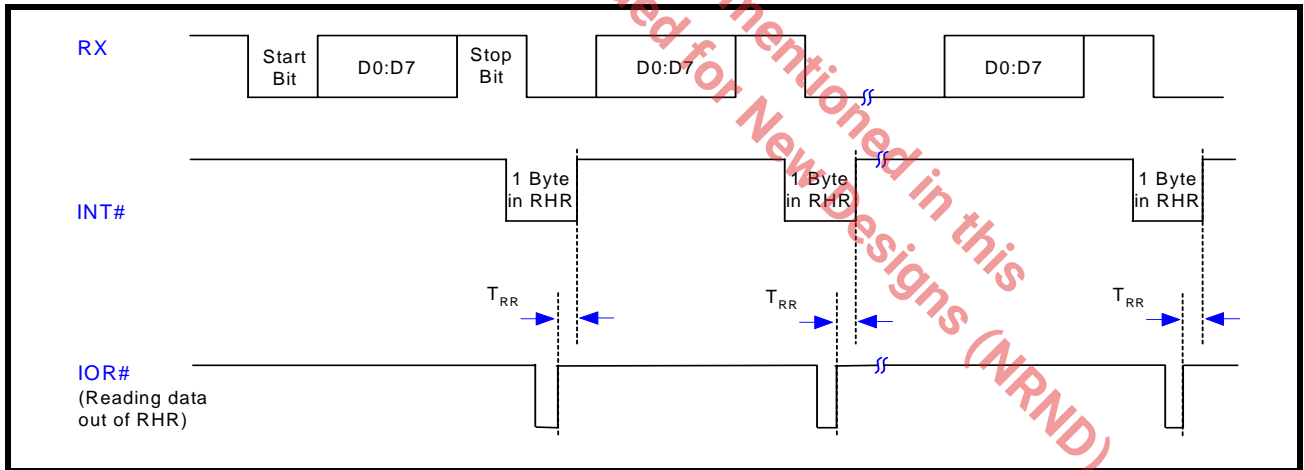 RX
Start
Bit
D0:D7
Stop
Bit
D0:D7
D0:D7
INT#
1 Byte
in RHR
1 Byte
in RHR
1 Byte
in RHR
TRR
TRR
TRR
IOR#
(Reading data
out of RHR)
mentioned in this
ded for New Designs (NRND)